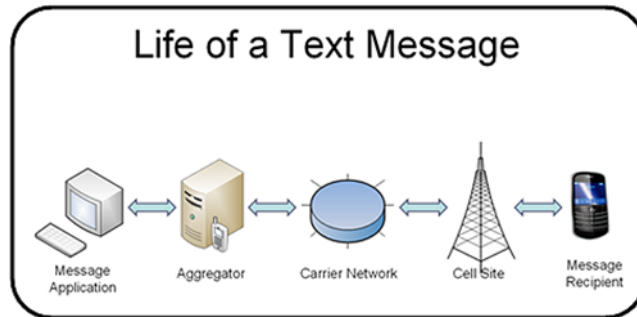 Life of a Text Message
Message
Application
Aggregator
Carrier Network
Cell Site
Message
Recipient